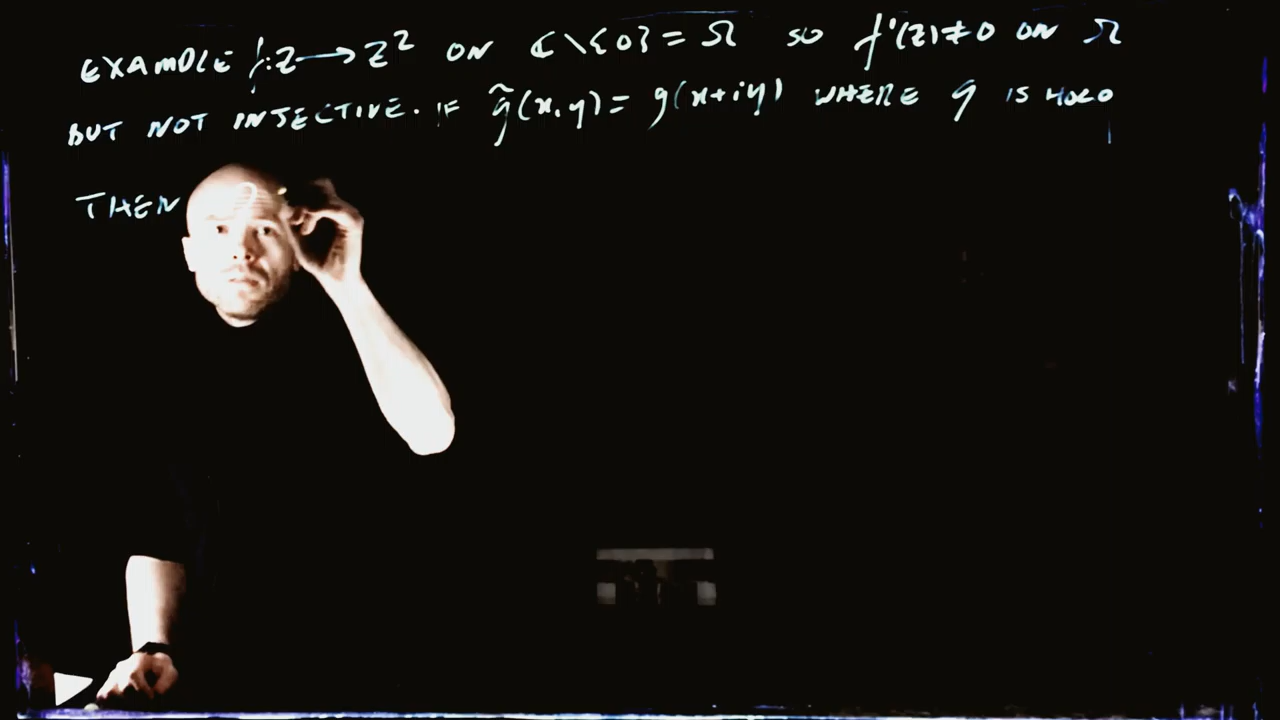 EXAMPLE f: z → z² ON ℂ\{0} = Ω SO f'(z)≠0 ON Ω
BUT NOT INJECTIVE. IF g̃(x,y) = g(x+iy) WHERE g IS HOLO
THEN